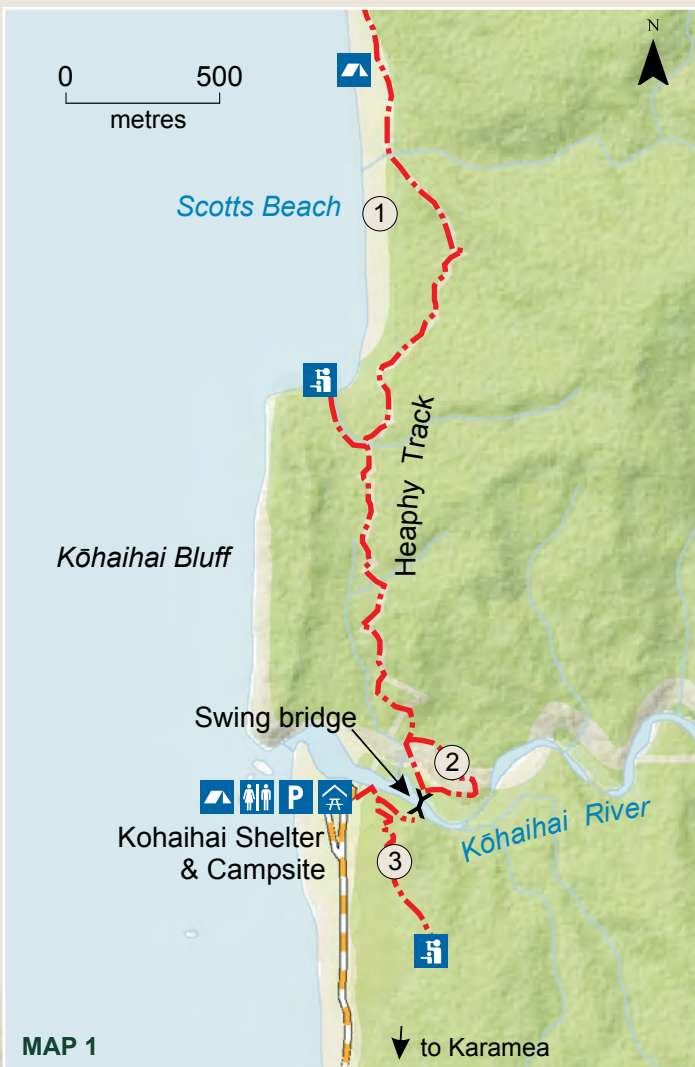 N
0 500
metres
Scotts Beach
1
Heaphy Track
Kōhaihai Bluff
Swing bridge
2
P
Kohaihai Shelter
& Campsite
Kōhaihai River
3
MAP 1
to Karamea